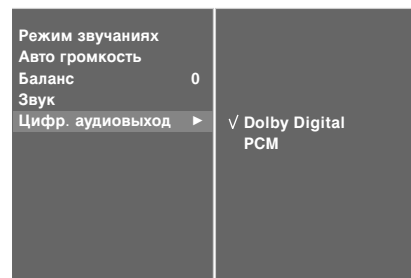 Режим звучаниях
Авто громкость
Баланс 0
Звук
Цифр. аудиовыход ►
√ Dolby Digital
PCM